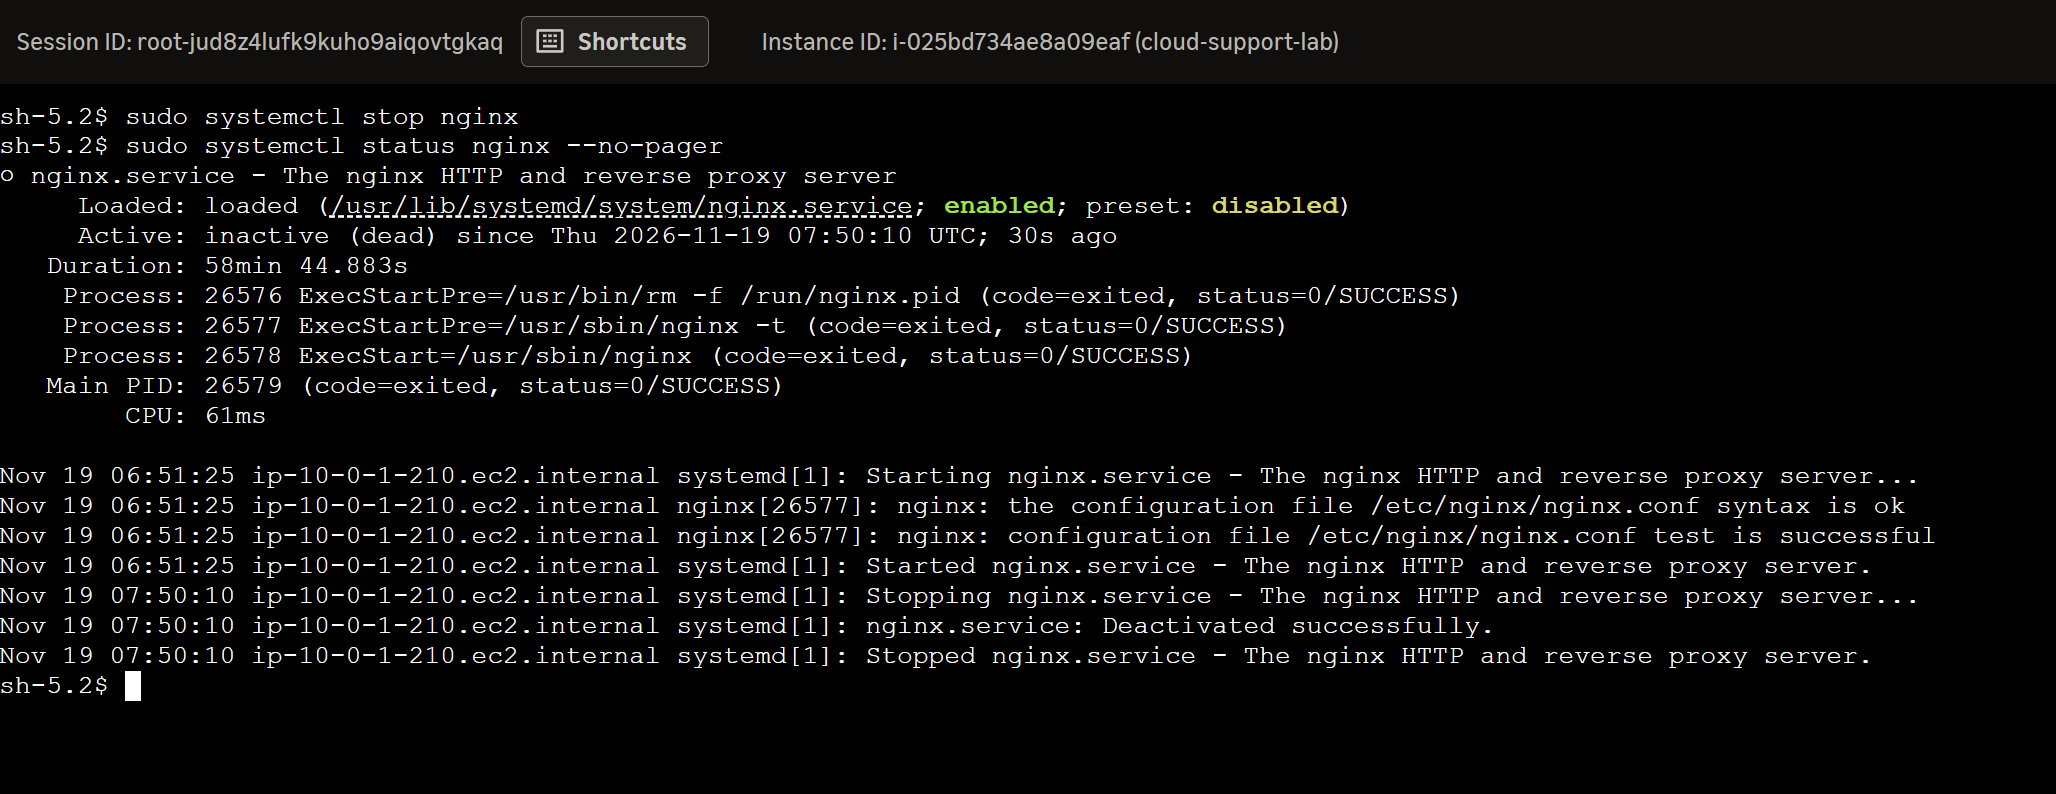 Session ID: root-jud8z4lufk9kuho9aiqovtgkaq Shortcuts Instance ID: i-025bd734ae8a09eaf (cloud-support-lab)
sh-5.2$ sudo systemctl stop nginx
sh-5.2$ sudo systemctl status nginx --no-pager
○ nginx.service - The nginx HTTP and reverse proxy server
     Loaded: loaded (/usr/lib/systemd/system/nginx.service; enabled; preset: disabled)
     Active: inactive (dead) since Thu 2026-11-19 07:50:10 UTC; 30s ago
   Duration: 58min 44.883s
    Process: 26576 ExecStartPre=/usr/bin/rm -f /run/nginx.pid (code=exited, status=0/SUCCESS)
    Process: 26577 ExecStartPre=/usr/sbin/nginx -t (code=exited, status=0/SUCCESS)
    Process: 26578 ExecStart=/usr/sbin/nginx (code=exited, status=0/SUCCESS)
   Main PID: 26579 (code=exited, status=0/SUCCESS)
        CPU: 61ms

Nov 19 06:51:25 ip-10-0-1-210.ec2.internal systemd[1]: Starting nginx.service - The nginx HTTP and reverse proxy server...
Nov 19 06:51:25 ip-10-0-1-210.ec2.internal nginx[26577]: nginx: the configuration file /etc/nginx/nginx.conf syntax is ok
Nov 19 06:51:25 ip-10-0-1-210.ec2.internal nginx[26577]: nginx: configuration file /etc/nginx/nginx.conf test is successful
Nov 19 06:51:25 ip-10-0-1-210.ec2.internal systemd[1]: Started nginx.service - The nginx HTTP and reverse proxy server.
Nov 19 07:50:10 ip-10-0-1-210.ec2.internal systemd[1]: Stopping nginx.service - The nginx HTTP and reverse proxy server...
Nov 19 07:50:10 ip-10-0-1-210.ec2.internal systemd[1]: nginx.service: Deactivated successfully.
Nov 19 07:50:10 ip-10-0-1-210.ec2.internal systemd[1]: Stopped nginx.service - The nginx HTTP and reverse proxy server.
sh-5.2$